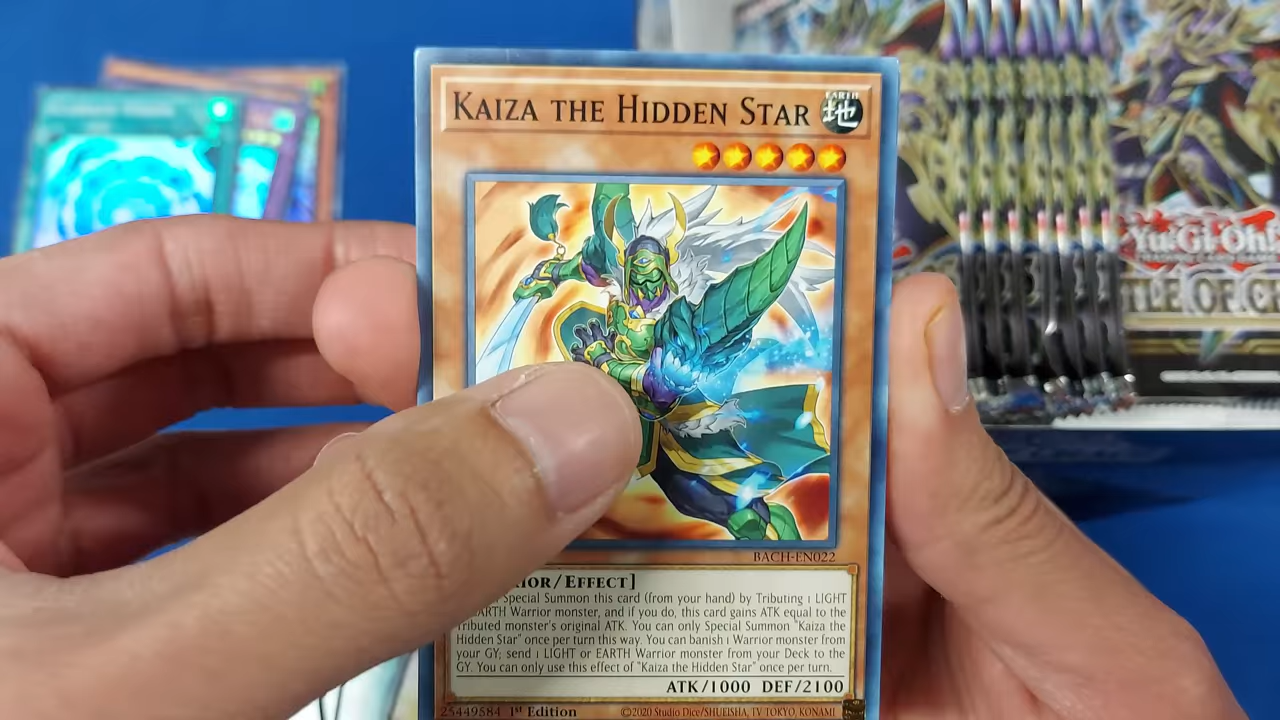 KAIZA THE HIDDEN STAR
EARTH
地
BACH-EN022
IOR/EFFECT]
Special Summon this card (from your hand) by Tributing 1 LIGHT
EARTH Warrior monster, and if you do, this card gains ATK equal to the
Tributed monster's original ATK. You can only Special Summon "Kaiza the
Hidden Star" once per turn this way. You can banish 1 Warrior monster from
your GY; send 1 LIGHT or EARTH Warrior monster from your Deck to the
GY. You can only use this effect of "Kaiza the Hidden Star" once per turn.
ATK/1000 DEF/2100
25449584 1st Edition ©2020 Studio Dice/SHUEISHA, TV TOKYO, KONAMI
Yu-Gi-Oh!
TLE OF C